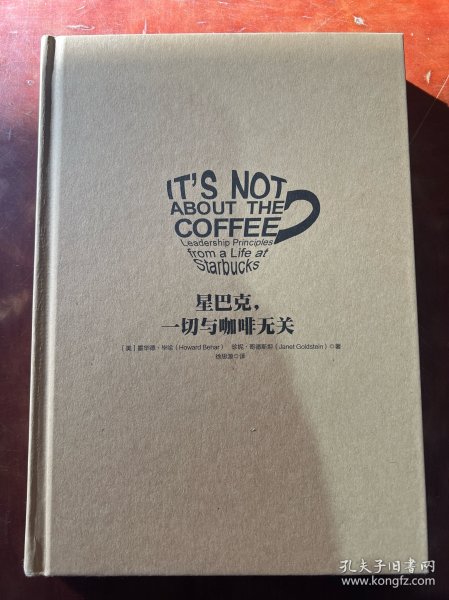 IT'S NOT
ABOUT THE
COFFEE
Leadership Principles
from a Life at
Starbucks
星巴克,
一切与咖啡无关
[美]霍华德·毕哈(Howard Behar) 珍妮·哥德斯坦(Janet Goldstein)◎著
徐思源◎译
孔夫子旧书网
www.kongfz.com